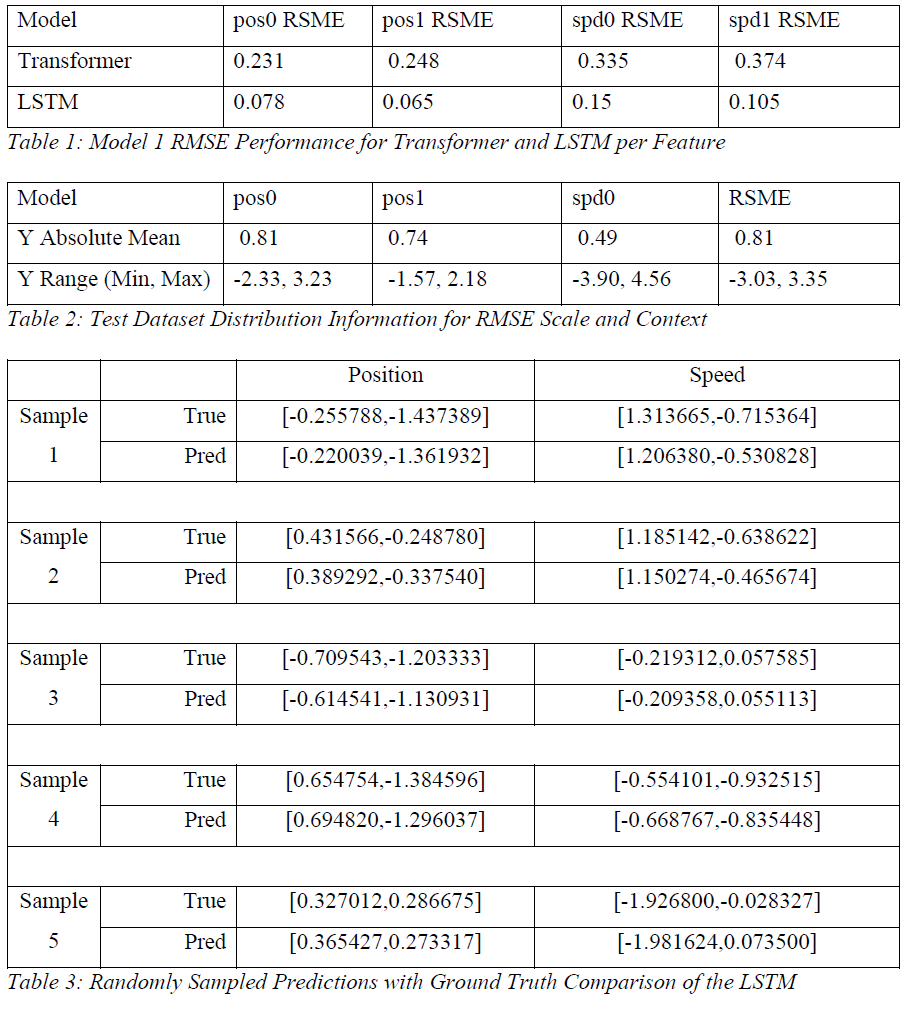 Model pos0 RSME pos1 RSME spd0 RSME spd1 RSME
Transformer 0.231 0.248 0.335 0.374
LSTM 0.078 0.065 0.15 0.105
Table 1: Model 1 RMSE Performance for Transformer and LSTM per Feature
Model pos0 pos1 spd0 RSME
Y Absolute Mean 0.81 0.74 0.49 0.81
Y Range (Min, Max) -2.33, 3.23 -1.57, 2.18 -3.90, 4.56 -3.03, 3.35
Table 2: Test Dataset Distribution Information for RMSE Scale and Context
Position Speed
Sample 1 True [-0.255788,-1.437389] [1.313665,-0.715364]
Pred [-0.220039,-1.361932] [1.206380,-0.530828]
Sample 2 True [0.431566,-0.248780] [1.185142,-0.638622]
Pred [0.389292,-0.337540] [1.150274,-0.465674]
Sample 3 True [-0.709543,-1.203333] [-0.219312,0.057585]
Pred [-0.614541,-1.130931] [-0.209358,0.055113]
Sample 4 True [0.654754,-1.384596] [-0.554101,-0.932515]
Pred [0.694820,-1.296037] [-0.668767,-0.835448]
Sample 5 True [0.327012,0.286675] [-1.926800,-0.028327]
Pred [0.365427,0.273317] [-1.981624,0.073500]
Table 3: Randomly Sampled Predictions with Ground Truth Comparison of the LSTM